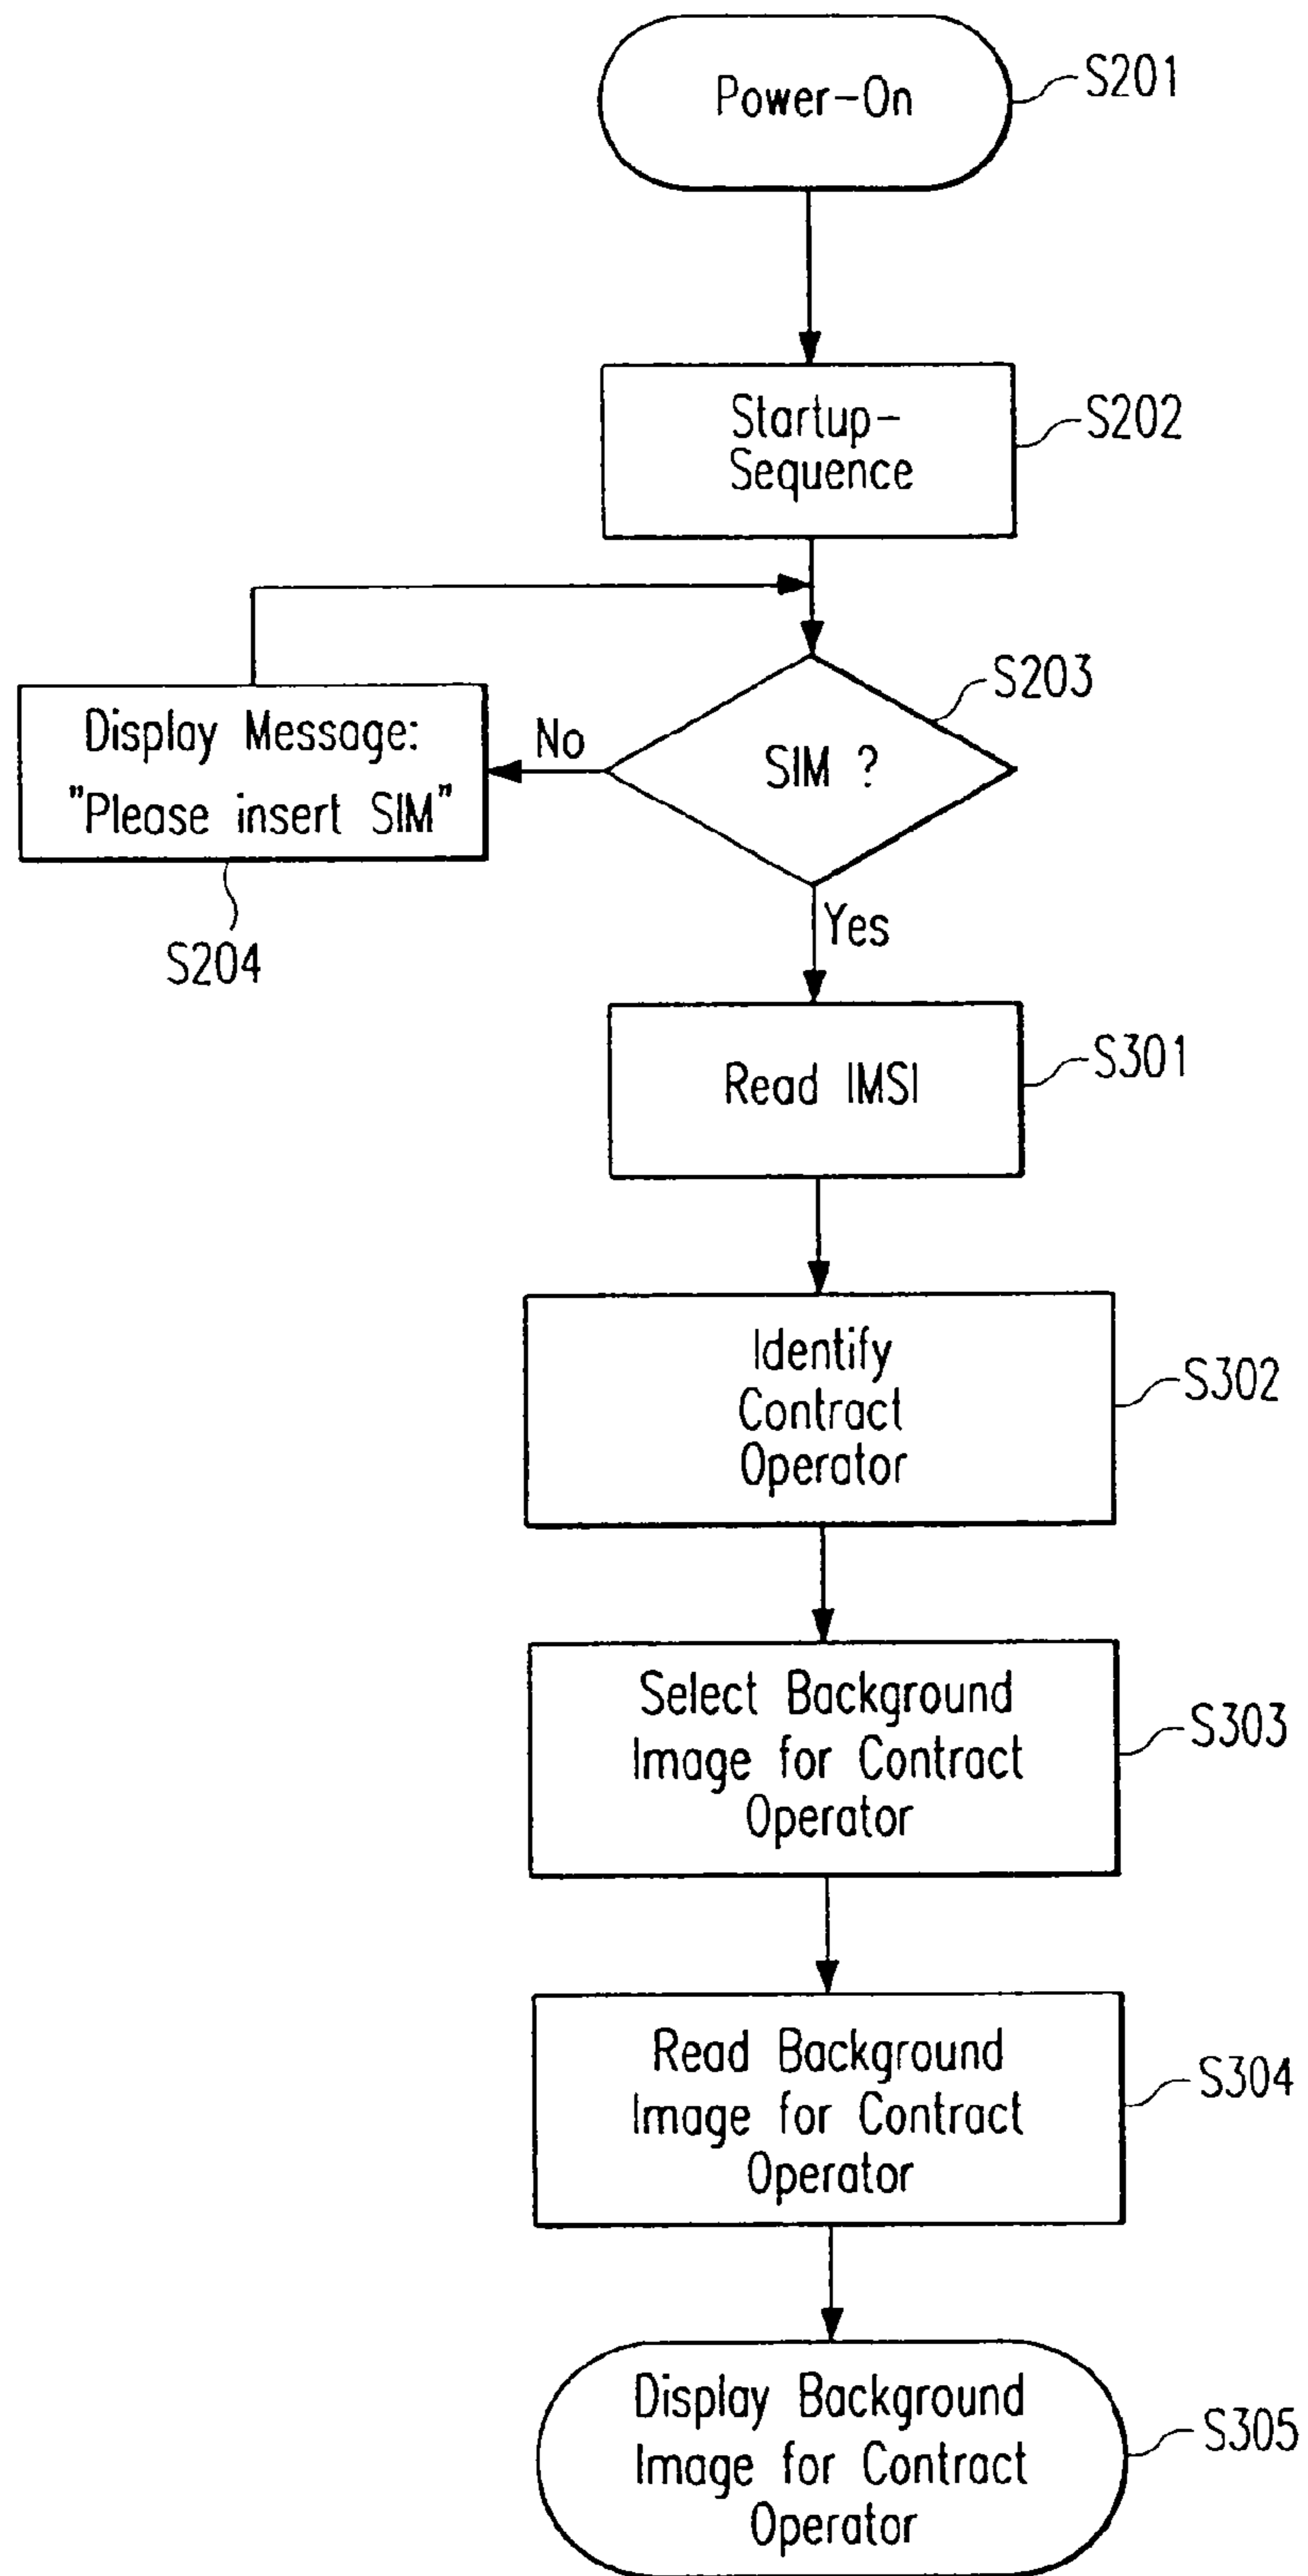 Power-On
S201
Startup-
Sequence
S202
S203
SIM ?
No
Display Message:
"Please insert SIM"
S204
Yes
Read IMSI
S301
Identify
Contract
Operator
S302
Select Background
Image for Contract
Operator
S303
Read Background
Image for Contract
Operator
S304
Display Background
Image for Contract
Operator
S305